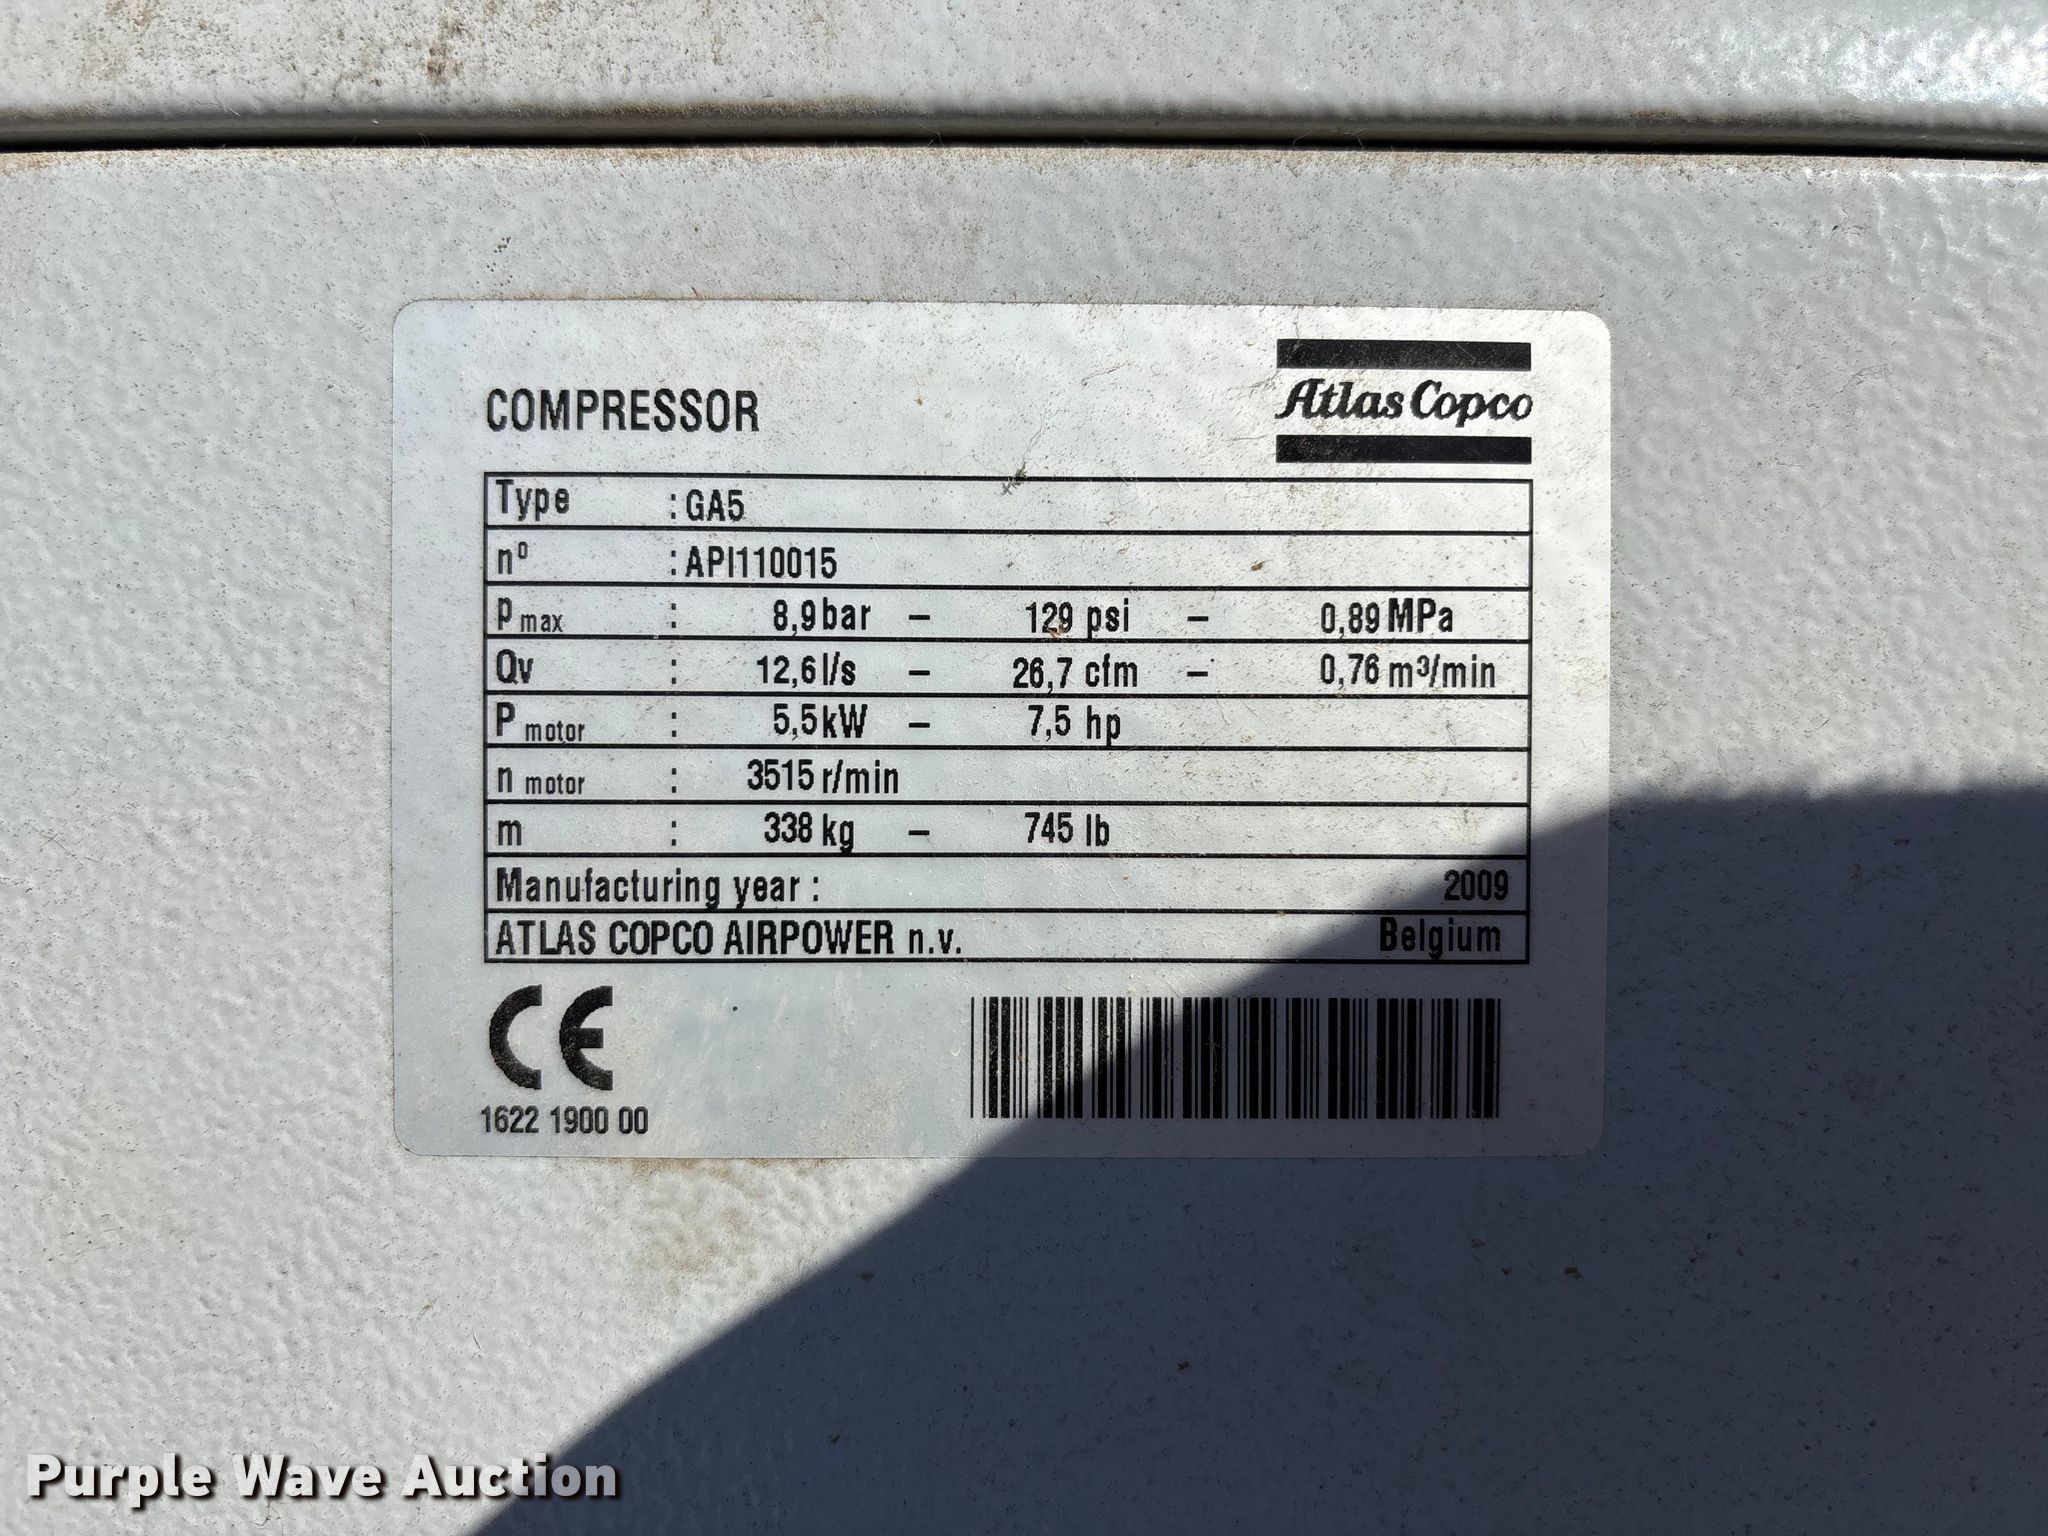 COMPRESSOR
Atlas Copco
Type : GA5
nº : API110015
Pmax : 8,9 bar – 129 psi – 0,89 MPa
Qv : 12,6 l/s – 26,7 cfm – 0,76 m³/min
P motor : 5,5 kW – 7,5 hp
n motor : 3515 r/min
m : 338 kg – 745 lb
Manufacturing year : 2009
ATLAS COPCO AIRPOWER n.v. Belgium
CE
1622 1900 00
Purple Wave Auction